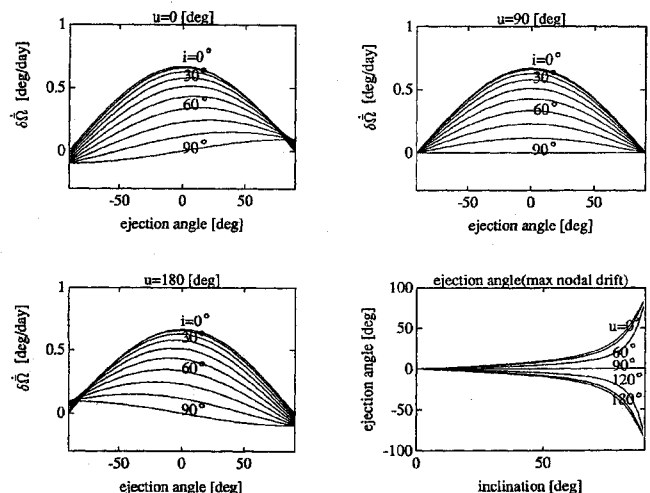 u=0 [deg]
1
0.5
0
δΩ̇ [deg/day]
i=0°
30°
60°
90°
-50 0 50
ejection angle [deg}
u=90 [deg]
1
0.5
0
δΩ̇ [deg/day]
i=0°
30°
60°
90°
-50 0 50
ejection angle [deg]
u=180 [deg]
1
0.5
0
δΩ̇ [deg/day]
i=0°
30°
60°
90°
-50 0 50
ejection angle [deg]
ejection angle(max nodal drift)
100
50
0
-50
-100
ejection angle [deg]
u=0°
60°
90°
120°
180°
0 50
inclination [deg]